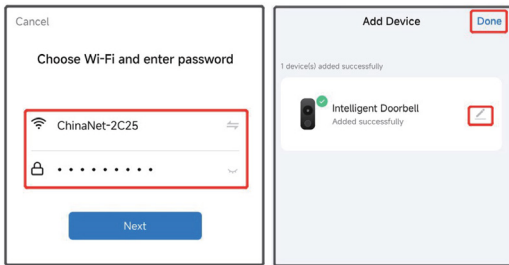 Cancel
Choose Wi-Fi and enter password
ChinaNet-2C25
• • • • • • • • •
Next
Add Device
Done
1 device(s) added successfully
Intelligent Doorbell
Added successfully